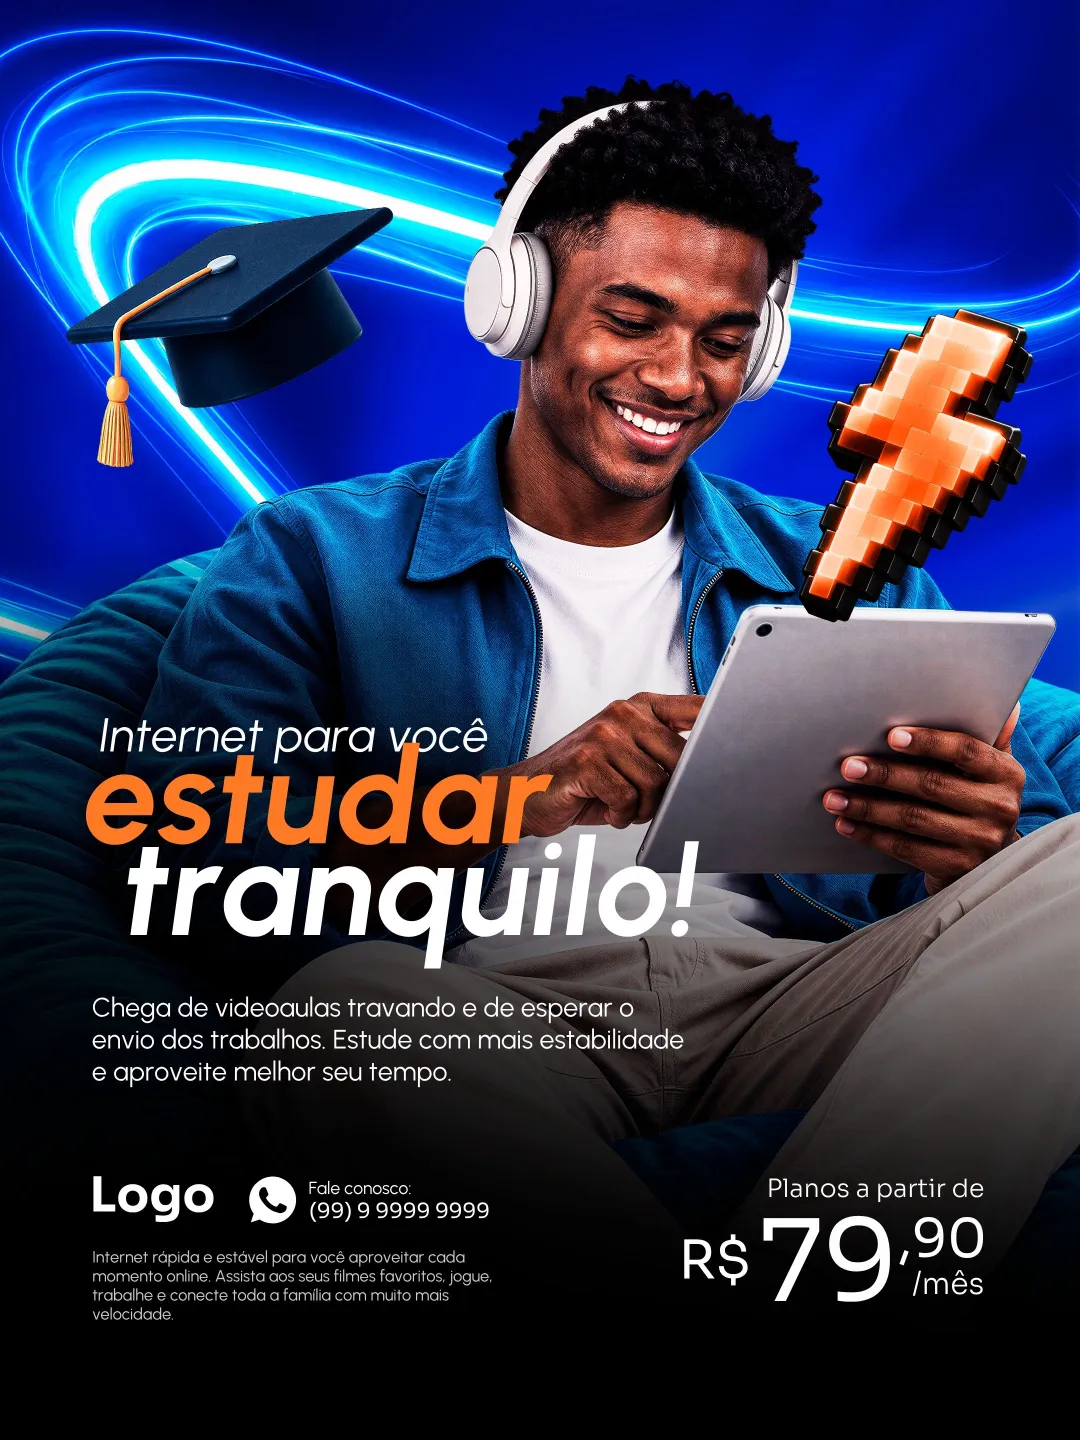 Internet para você
estudar
tranquilo!
Chega de videoaulas travando e de esperar o
envio dos trabalhos. Estude com mais estabilidade
e aproveite melhor seu tempo.
Logo
Fale conosco:
(99) 9 9999 9999
Internet rápida e estável para você aproveitar cada
momento online. Assista aos seus filmes favoritos, jogue,
trabalhe e conecte toda a família com muito mais
velocidade.
Planos a partir de
R$79,90
/mês